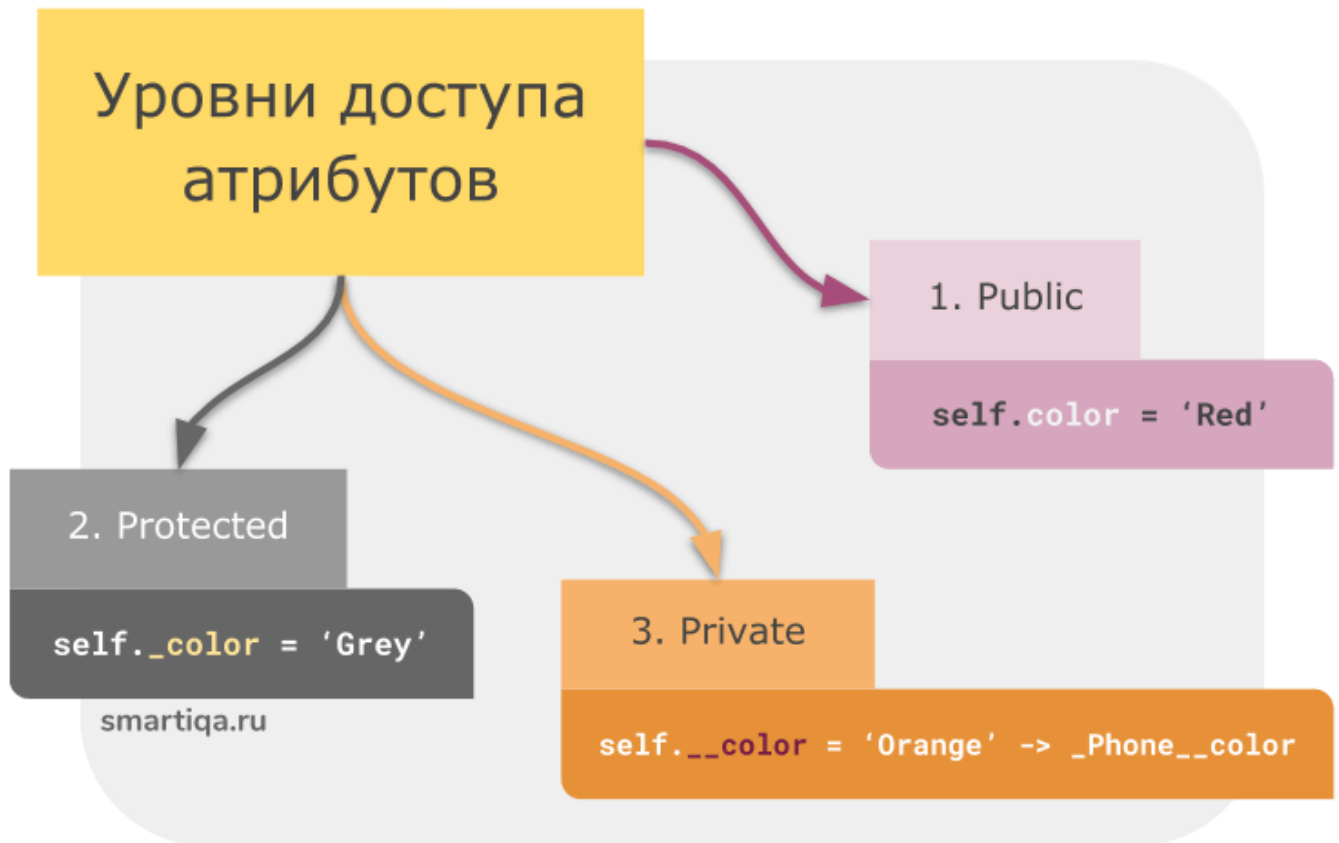 Уровни доступа
атрибутов
1. Public
self.color = ‘Red’
2. Protected
self._color = ‘Grey’
3. Private
self.__color = ‘Orange’ -> _Phone__color
smartiqa.ru